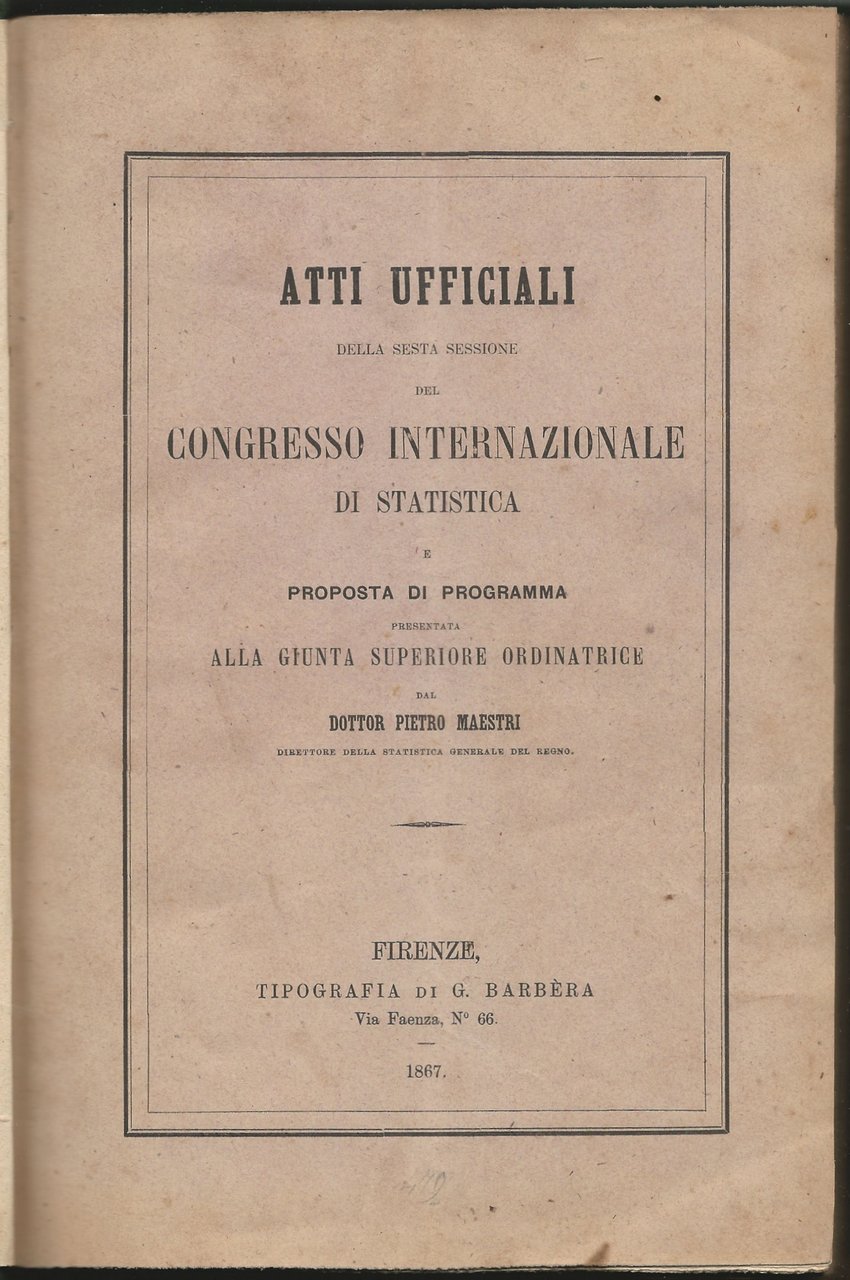 ATTI UFFICIALI
DELLA SESTA SESSIONE
DEL
CONGRESSO INTERNAZIONALE
DI STATISTICA
E
PROPOSTA DI PROGRAMMA
PRESENTATA
ALLA GIUNTA SUPERIORE ORDINATRICE
DAL
DOTTOR PIETRO MAESTRI
DIRETTORE DELLA STATISTICA GENERALE DEL REGNO.
FIRENZE,
TIPOGRAFIA DI G. BARBÈRA
Via Faenza, Nº 66.
1867.